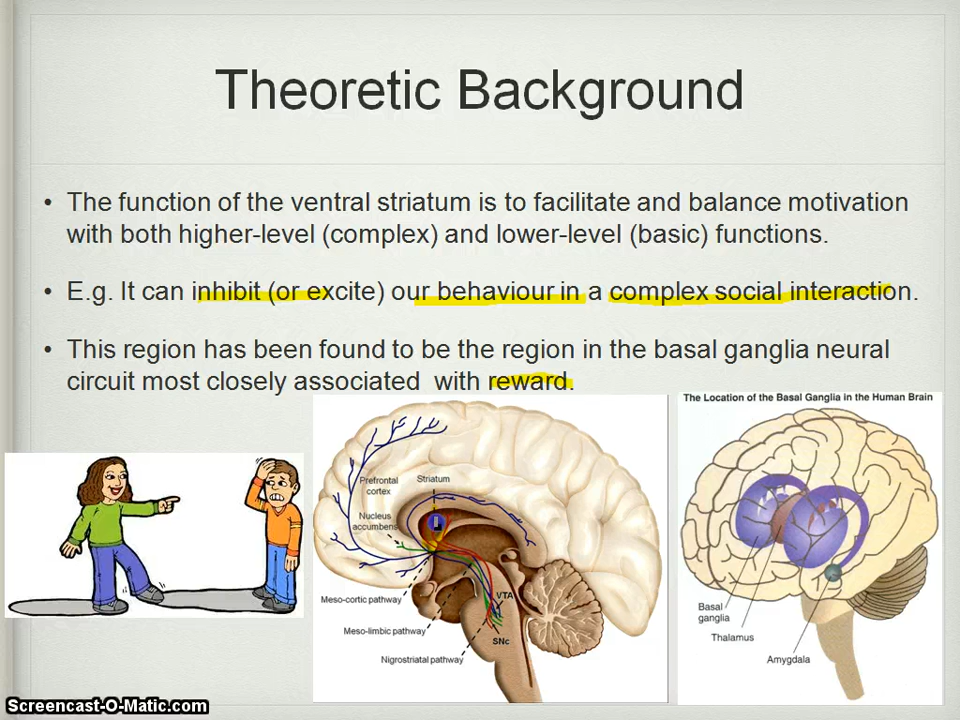 Theoretic Background
• The function of the ventral striatum is to facilitate and balance motivation
with both higher-level (complex) and lower-level (basic) functions.
• E.g. It can inhibit (or excite) our behaviour in a complex social interaction.
• This region has been found to be the region in the basal ganglia neural
circuit most closely associated with reward.
Prefrontal
cortex
Striatum
Nucleus
accumbens
Meso-cortic pathway
VTA
Meso-limbic pathway
SNc
Nigrostriatal pathway
The Location of the Basal Ganglia in the Human Brain
Basal
ganglia
Thalamus
Amygdala
Screencast-O-Matic.com